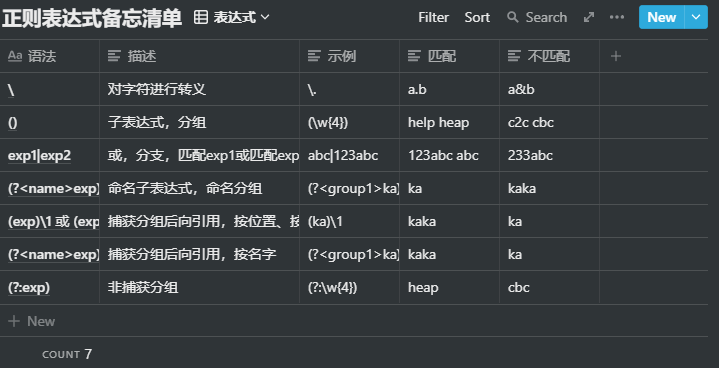 正则表达式备忘清单 表达式 Filter Sort Search New
Aa 语法 描述 示例 匹配 不匹配
\ 对字符进行转义 \. a.b a&b
() 子表达式，分组 (\w{4}) help heap c2c cbc
exp1|exp2 或，分支，匹配exp1或匹配exp abc|123abc 123abc abc 233abc
(?<name>exp) 命名子表达式，命名分组 (?<group1>ka) ka kaka
(exp)\1 或 (exp 捕获分组后向引用，按位置、按 (ka)\1 kaka ka
(?<name>exp) 捕获分组后向引用，按名字 (?<group1>ka) kaka ka
(?:exp) 非捕获分组 (?:\w{4}) heap cbc
New
COUNT 7